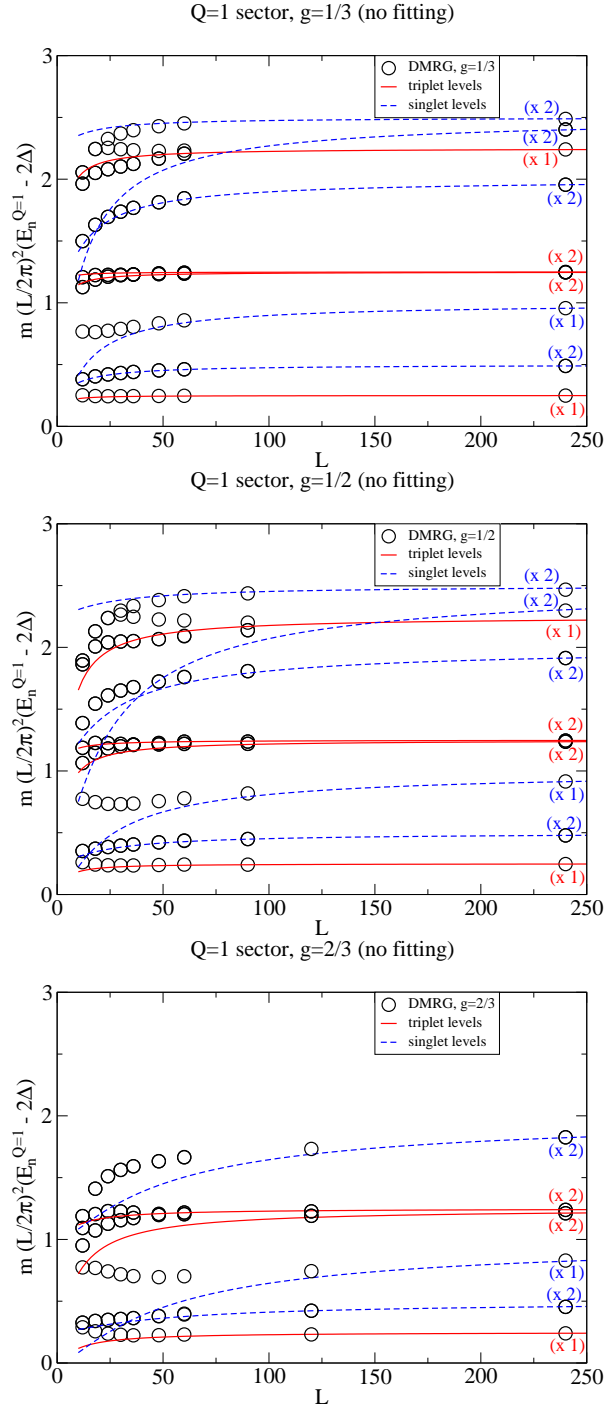 Q=1 sector, g=1/3 (no fitting)
3
2
1
0
m (L/2π)²(E_n^{Q=1} - 2Δ)
DMRG, g=1/3
triplet levels
singlet levels
(x 2)
(x 2)
(x 1)
(x 2)
(x 2)
(x 2)
(x 1)
(x 2)
(x 1)
0 50 100 150 200 250
L
Q=1 sector, g=1/2 (no fitting)
3
2
1
0
m (L/2π)²(E_n^{Q=1} - 2Δ)
DMRG, g=1/2
triplet levels
singlet levels
(x 2)
(x 2)
(x 1)
(x 2)
(x 2)
(x 2)
(x 1)
(x 2)
(x 1)
0 50 100 150 200 250
L
Q=1 sector, g=2/3 (no fitting)
3
2
1
0
m (L/2π)²(E_n^{Q=1} - 2Δ)
DMRG, g=2/3
triplet levels
singlet levels
(x 2)
(x 2)
(x 2)
(x 1)
(x 2)
(x 1)
0 50 100 150 200 250
L